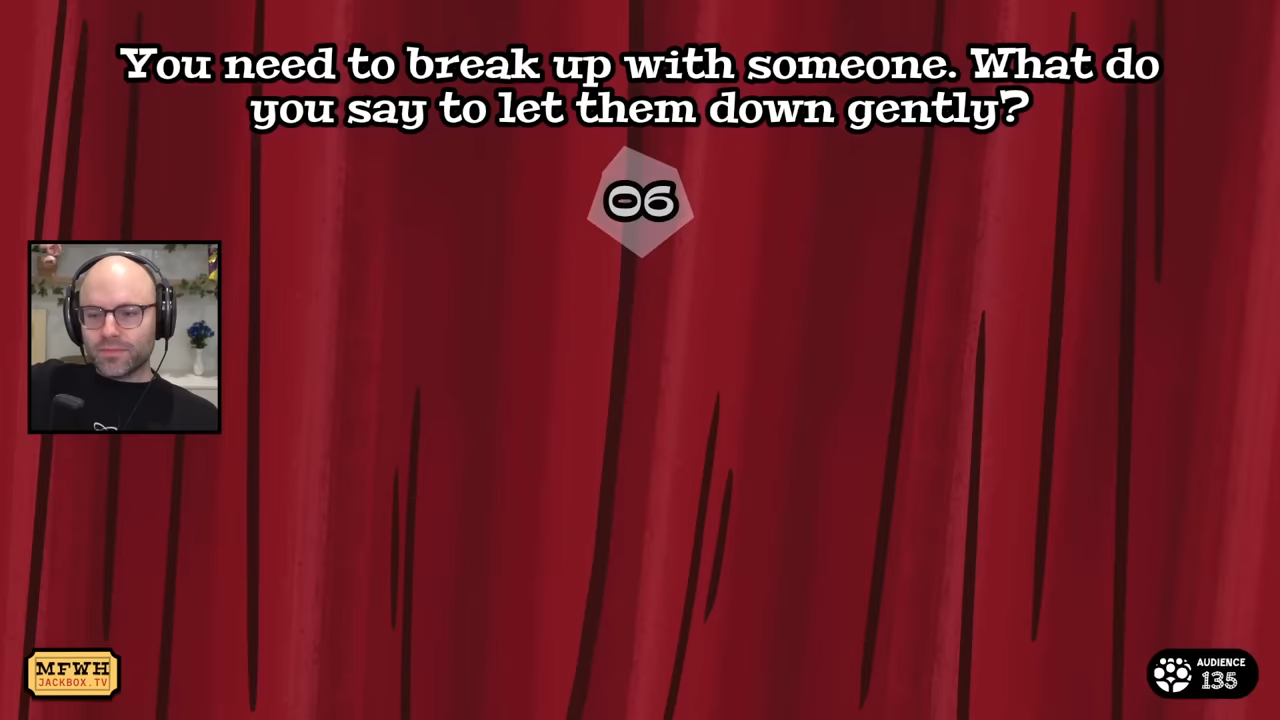 You need to break up with someone. What do
you say to let them down gently?
06
MFWH
JACKBOX.TV
AUDIENCE
135